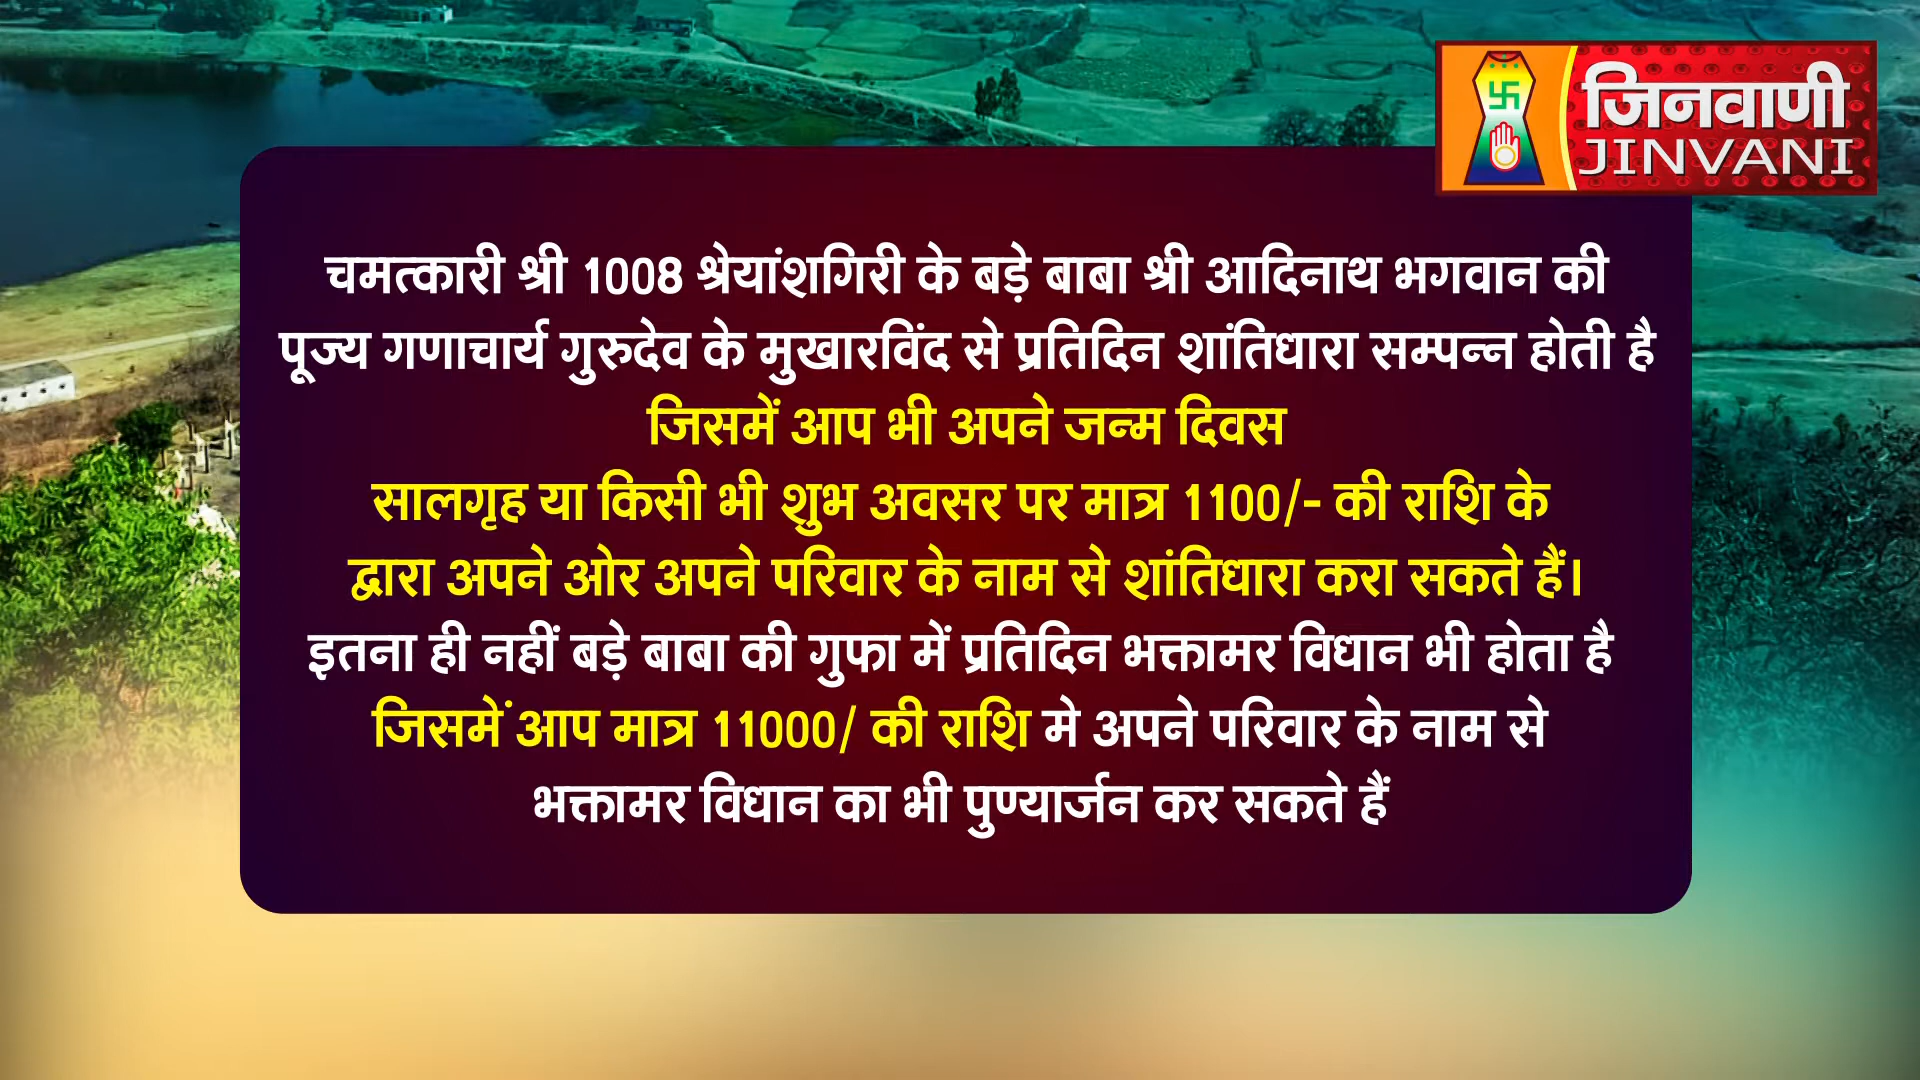 जिनवाणी
JINVANI
चमत्कारी श्री 1008 श्रेयांशगिरी के बड़े बाबा श्री आदिनाथ भगवान की
पूज्य गणाचार्य गुरुदेव के मुखारविंद से प्रतिदिन शांतिधारा सम्पन्न होती है
जिसमें आप भी अपने जन्म दिवस
सालगृह या किसी भी शुभ अवसर पर मात्र 1100/- की राशि के
द्वारा अपने ओर अपने परिवार के नाम से शांतिधारा करा सकते हैं।
इतना ही नहीं बड़े बाबा की गुफा में प्रतिदिन भक्तामर विधान भी होता है
जिसमें आप मात्र 11000/ की राशि मे अपने परिवार के नाम से
भक्तामर विधान का भी पुण्यार्जन कर सकते हैं